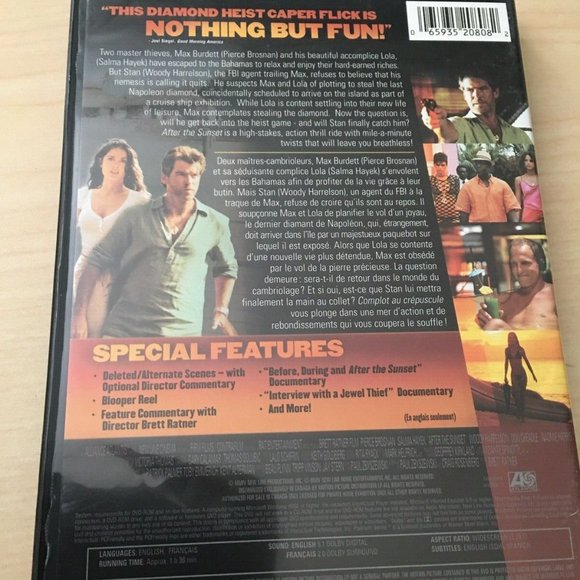 “THIS DIAMOND HEIST CAPER FLICK IS
NOTHING BUT FUN!”
- Joel Siegel, Good Morning America
0 65935 20808 2
Two master thieves, Max Burdett (Pierce Brosnan) and his beautiful accomplice Lola,
(Salma Hayek) have escaped to the Bahamas to relax and enjoy their hard-earned riches.
But Stan (Woody Harrelson), the FBI agent trailing Max, refuses to believe that his
nemesis is calling it quits. He suspects Max and Lola of plotting to steal the last
Napoleon diamond, coincidentally scheduled to arrive on the island as part of
a cruise ship exhibition. While Lola is content settling into their new life
of leisure, Max contemplates stealing the diamond. Now the question is,
will he get back into the heist game - and will Stan finally catch him?
After the Sunset is a high-stakes, action thrill ride with mile-a-minute
twists that will leave you breathless!
Deux maîtres-cambrioleurs, Max Burdett (Pierce Brosnan)
et sa séduisante complice Lola (Salma Hayek) s'envolent
vers les Bahamas afin de profiter de la vie grâce à leur
butin. Mais Stan (Woody Harrelson), un agent du FBI à la
traque de Max, refuse de croire qu'ils sont au repos. Il
soupçonne Max et Lola de planifier le vol d'un joyau,
le dernier diamant de Napoléon, qui, étrangement,
doit arriver dans l'île par un majestueux paquebot sur
lequel il est exposé. Alors que Lola se contente
d'une nouvelle vie plus détendue, Max est obsédé
par le vol de la pierre précieuse. La question
demeure : sera-t-il de retour dans le monde du
cambriolage? Et si oui, est-ce que Stan lui mettra
finalement la main au collet? Complot au crépuscule
vous plonge dans une mer d'action et de
rebondissements qui vous coupera le souffle !
SPECIAL FEATURES
• Deleted/Alternate Scenes – with
Optional Director Commentary
• Blooper Reel
• Feature Commentary with
Director Brett Ratner
• “Before, During and After the Sunset”
Documentary
• “Interview with a Jewel Thief” Documentary
• And More!
(En anglais seulement)
LANGUAGES: ENGLISH, FRANÇAIS
RUNNING TIME: Approx. 1 h 36 min
SOUND: ENGLISH 5.1 DOLBY DIGITAL
FRANÇAIS 2.0 DOLBY SURROUND
ASPECT RATIO: WIDESCREEN
SUBTITLES: ENGLISH